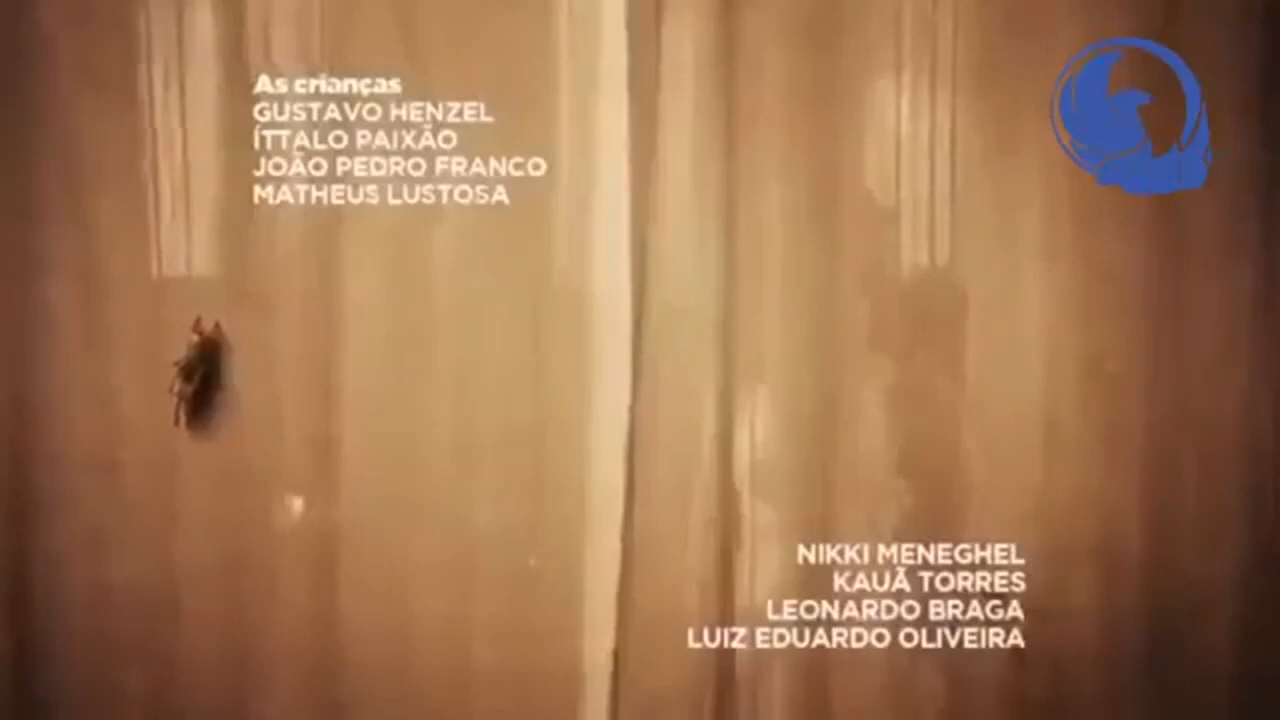 As crianças
GUSTAVO HENZEL
ÍTTALO PAIXÃO
JOÃO PEDRO FRANCO
MATHEUS LUSTOSA
NIKKI MENEGHEL
KAUÃ TORRES
LEONARDO BRAGA
LUIZ EDUARDO OLIVEIRA